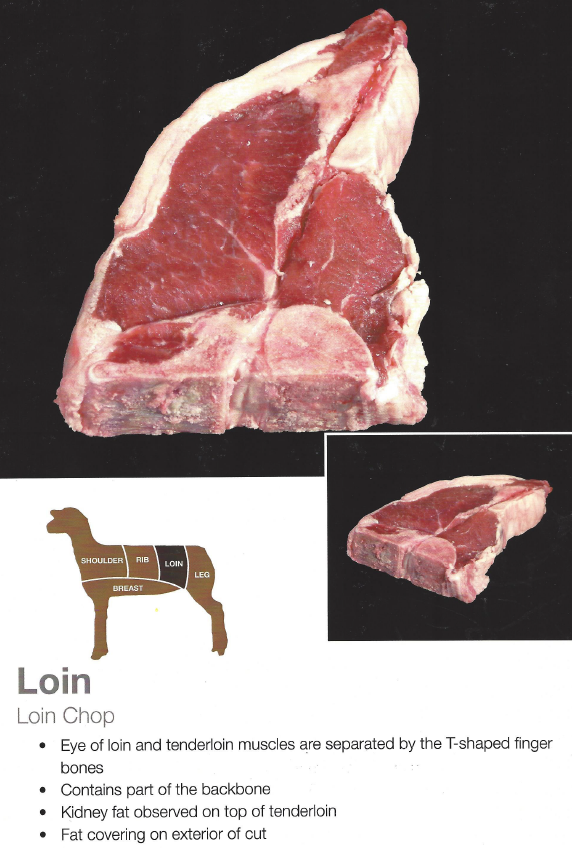 SHOULDER RIB LOIN LEG
BREAST
Loin
Loin Chop
• Eye of loin and tenderloin muscles are separated by the T-shaped finger
bones
• Contains part of the backbone
• Kidney fat observed on top of tenderloin
• Fat covering on exterior of cut